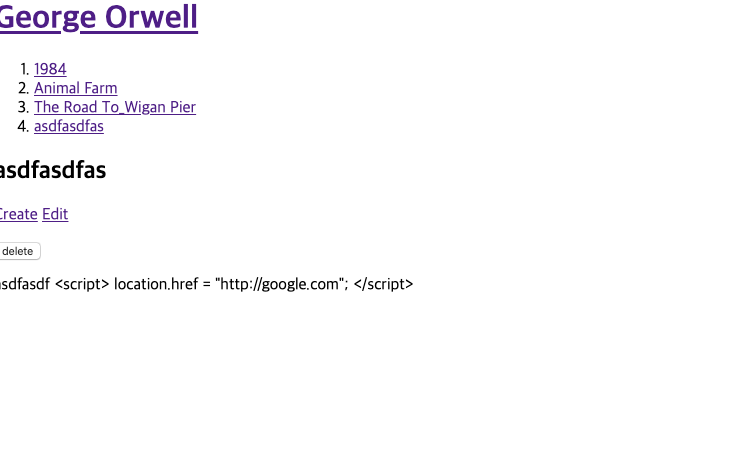 George Orwell
1. 1984
2. Animal Farm
3. The Road To_Wigan Pier
4. asdfasdfas
asdfasdfas
Create Edit
delete
asdfasdf <script> location.href = "http://google.com"; </script>